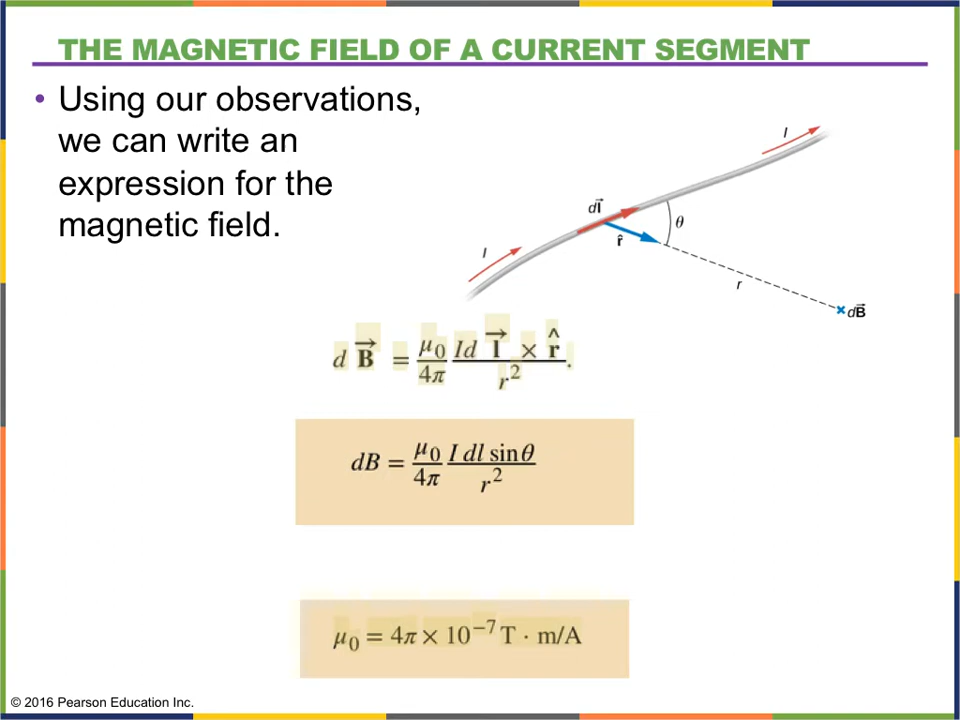 THE MAGNETIC FIELD OF A CURRENT SEGMENT
• Using our observations,
we can write an
expression for the
magnetic field.
I
dl⃗
θ
r̂
I
r
dB⃗
d B⃗ = μ₀/4π Id l⃗ × r̂ / r².
dB = μ₀/4π I dl sinθ / r²
μ₀ = 4π × 10⁻⁷ T · m/A
© 2016 Pearson Education Inc.